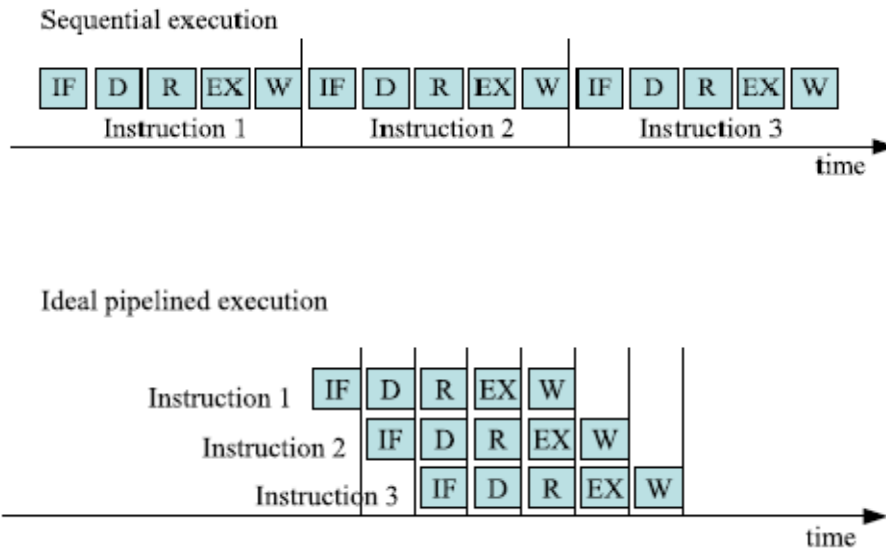 Sequential execution
IF D R EX W IF D R EX W IF D R EX W
Instruction 1 Instruction 2 Instruction 3
time
Ideal pipelined execution
Instruction 1 IF D R EX W
Instruction 2 IF D R EX W
Instruction 3 IF D R EX W
time